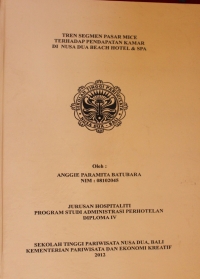 TREN SEGMEN PASAR MICE
TERHADAP PENDAPATAN KAMAR
DI NUSA DUA BEACH HOTEL & SPA
Oleh :
ANGGIE PARAMITA BATUBARA
NIM : 08103045
JURUSAN HOSPITALITI
PROGRAM STUDI ADMINISTRASI PERHOTELAN
DIPLOMA IV
SEKOLAH TINGGI PARIWISATA NUSA DUA, BALI
KEMENTERIAN PARIWISATA DAN EKONOMI KREATIF
2012